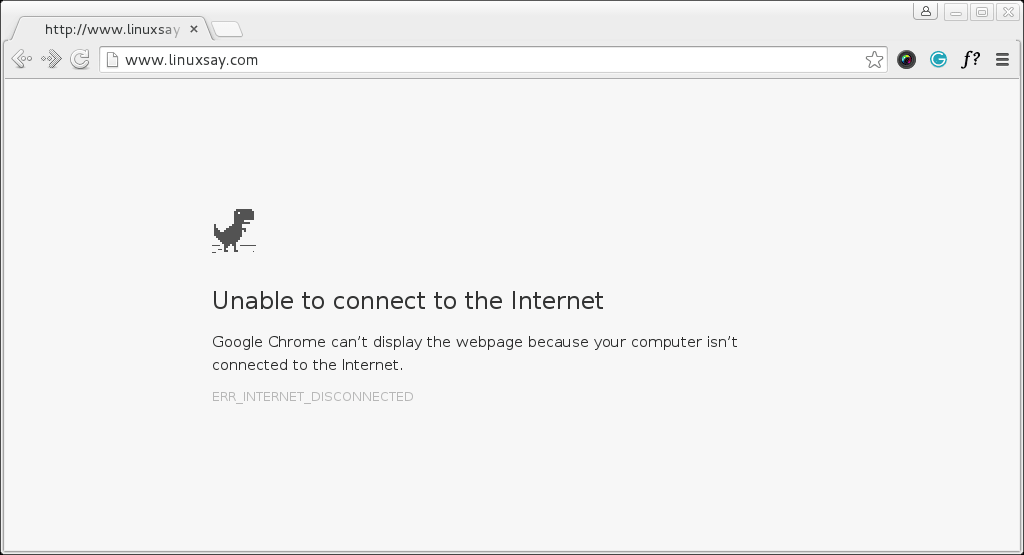 http://www.linuxsay
www.linuxsay.com
f?
Unable to connect to the Internet
Google Chrome can't display the webpage because your computer isn't
connected to the Internet.
ERR_INTERNET_DISCONNECTED